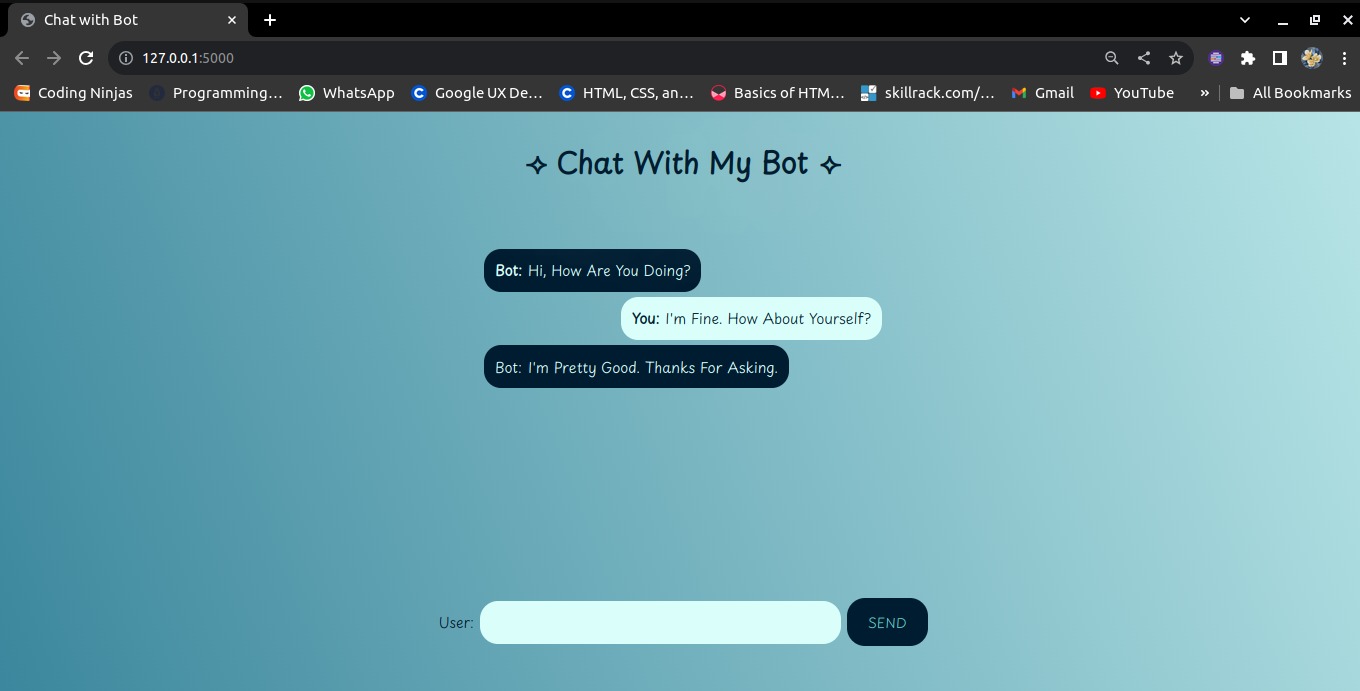 Chat with Bot
127.0.0.1:5000
Coding Ninjas Programming... WhatsApp Google UX De... HTML, CSS, an... Basics of HTM... skillrack.com/... Gmail YouTube » All Bookmarks
✧ Chat With My Bot ✧
Bot: Hi, How Are You Doing?
You: I'm Fine. How About Yourself?
Bot: I'm Pretty Good. Thanks For Asking.
User: SEND